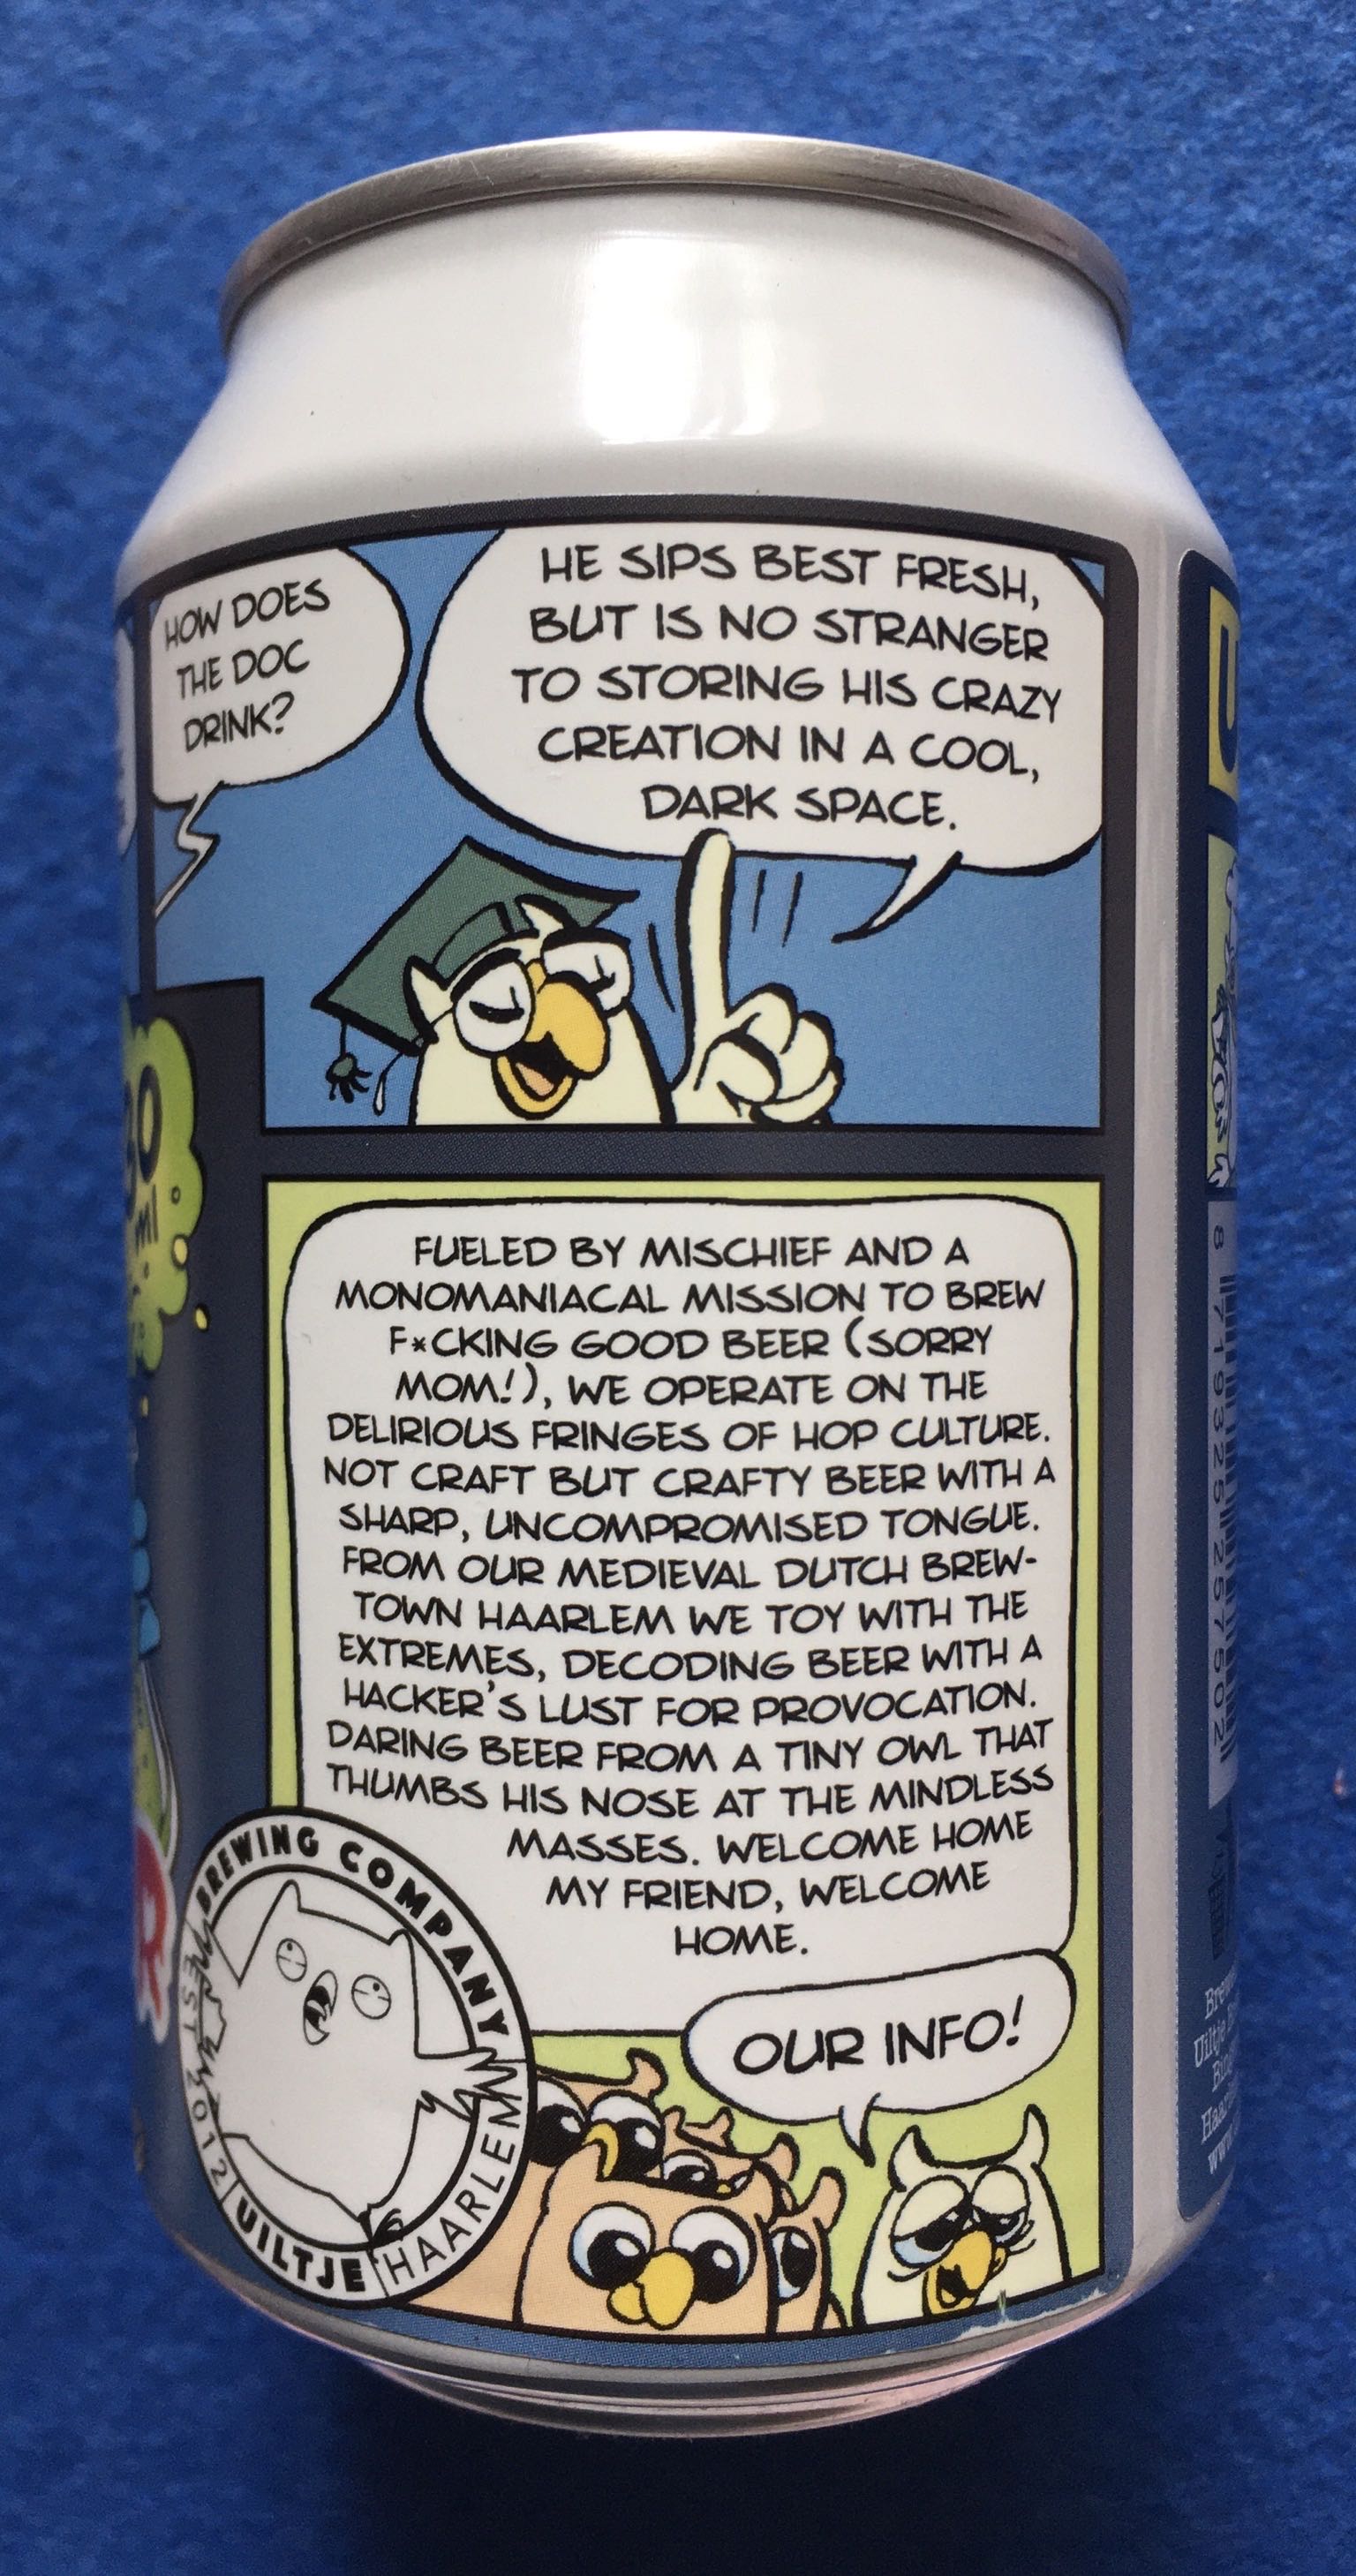 HOW DOES
THE DOC
DRINK?
HE SIPS BEST FRESH,
BUT IS NO STRANGER
TO STORING HIS CRAZY
CREATION IN A COOL,
DARK SPACE.
FUELED BY MISCHIEF AND A
MONOMANIACAL MISSION TO BREW
F*CKING GOOD BEER (SORRY
MOM!), WE OPERATE ON THE
DELIRIOUS FRINGES OF HOP CULTURE.
NOT CRAFT BUT CRAFTY BEER WITH A
SHARP, UNCOMPROMISED TONGUE.
FROM OUR MEDIEVAL DUTCH BREW-
TOWN HAARLEM WE TOY WITH THE
EXTREMES, DECODING BEER WITH A
HACKER'S LUST FOR PROVOCATION.
DARING BEER FROM A TINY OWL THAT
THUMBS HIS NOSE AT THE MINDLESS
MASSES. WELCOME HOME
MY FRIEND, WELCOME
HOME.
OUR INFO!
BREWING COMPANY
EST 2012
UILTJE
HAARLEM
ml
8 719325 257502